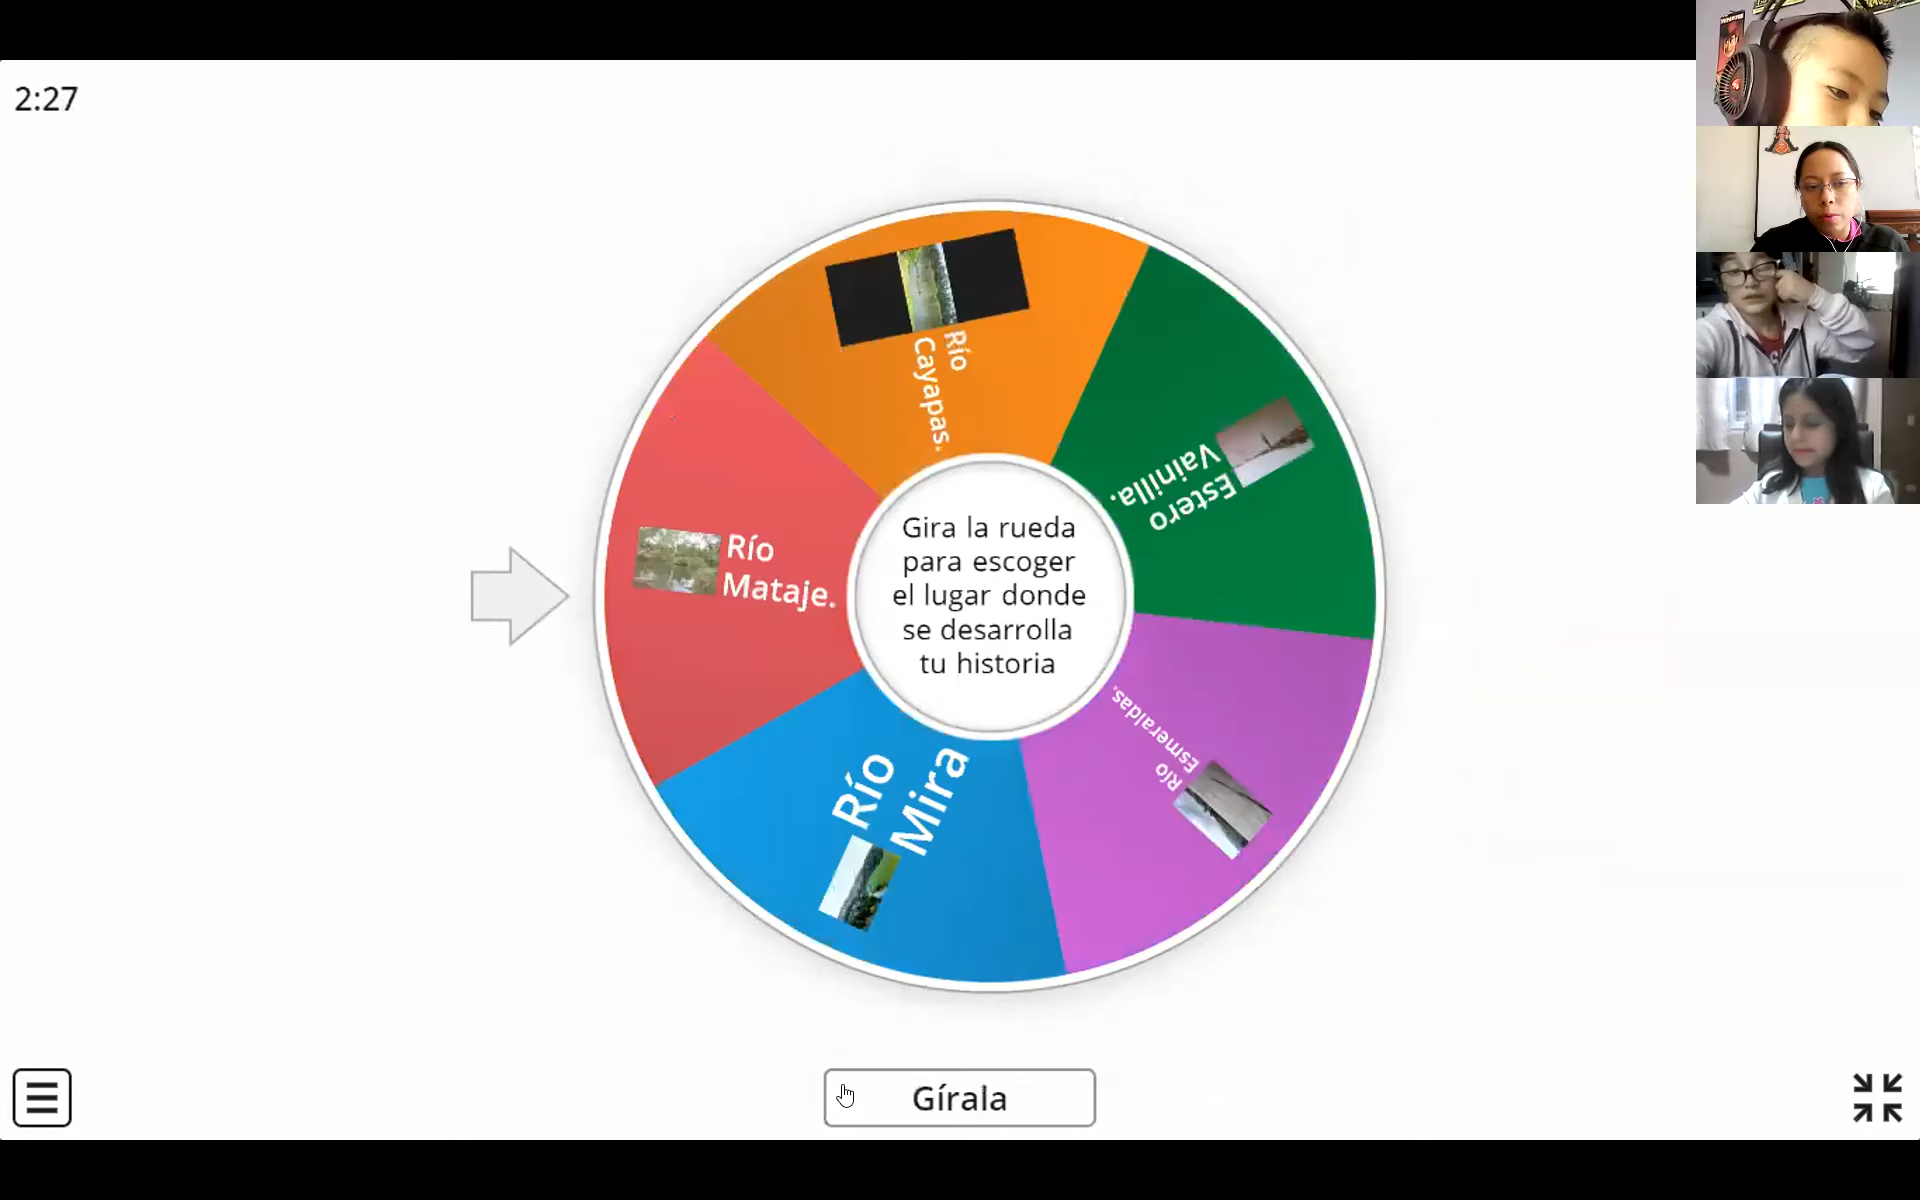 2:27
Río
Cayapas.
Estero
Vainilla.
Río
Mataje.
Gira la rueda
para escoger
el lugar donde
se desarrolla
tu historia
Río
Esmeraldas.
Río
Mira
Gírala